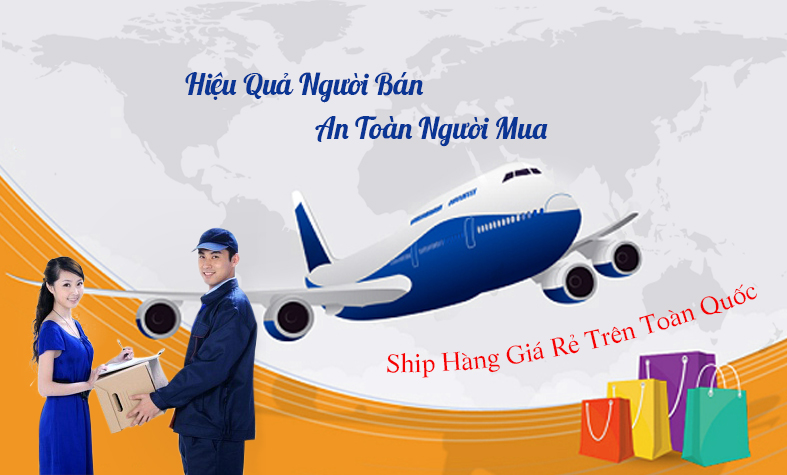 Hiệu Quả Người Bán
An Toàn Người Mua
Ship Hàng Giá Rẻ Trên Toàn Quốc